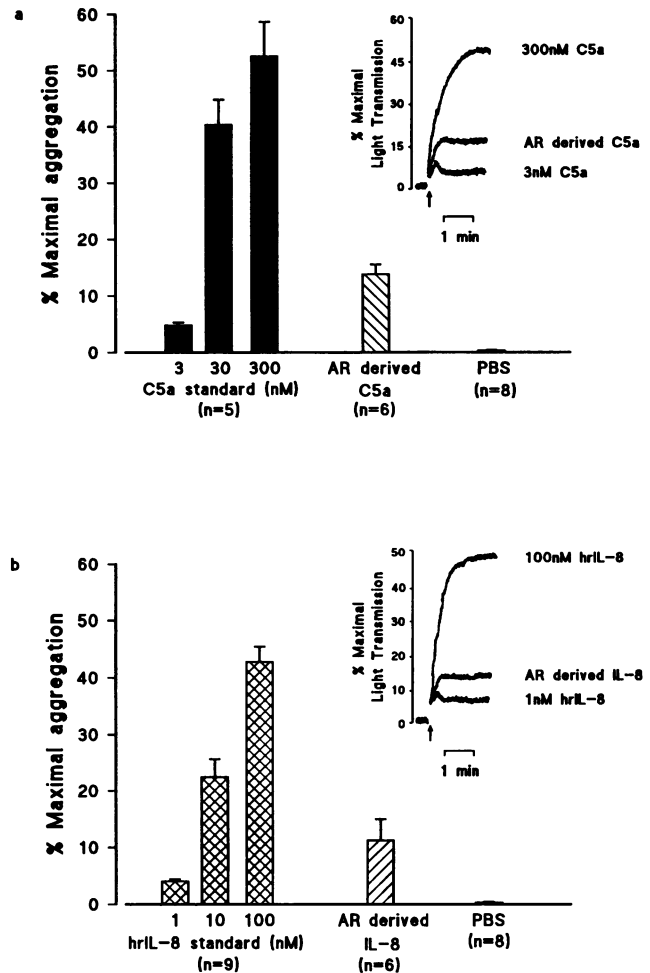 a
60
50
40
30
20
10
0
% Maximal aggregation
3 30 300
C5a standard (nM)
(n=5)
AR derived
C5a
(n=6)
PBS
(n=8)
60
45
30
15
0
% Maximal
Light Transmission
300nM C5a
AR derived C5a
3nM C5a
1 min
b
60
50
40
30
20
10
0
% Maximal aggregation
1 10 100
hrIL-8 standard (nM)
(n=9)
AR derived
IL-8
(n=6)
PBS
(n=8)
50
40
30
20
10
0
% Maximal
Light Transmission
100nM hrIL-8
AR derived IL-8
1nM hrIL-8
1 min